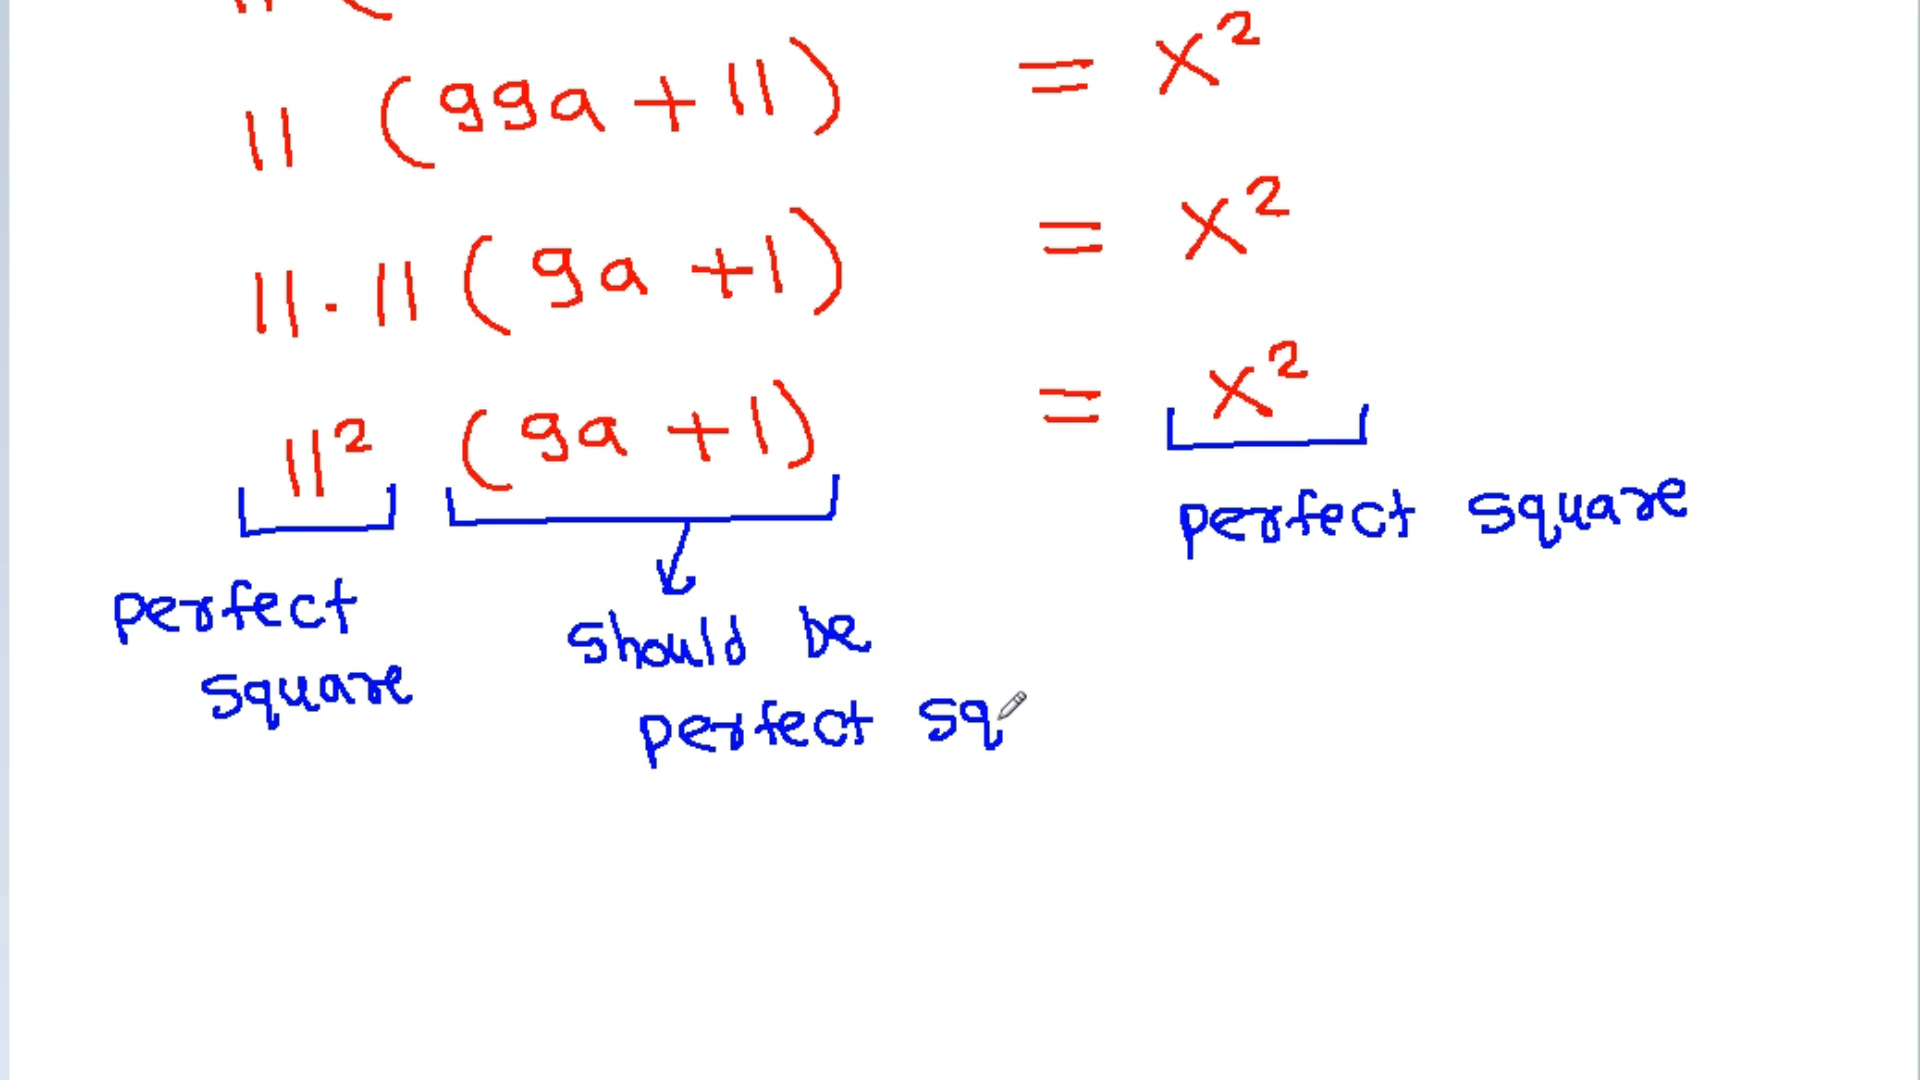 11 (99a + 11) = x²
11 · 11 (9a + 1) = x²
11² (9a + 1) = x²
perfect square
perfect
square
should be
perfect sq